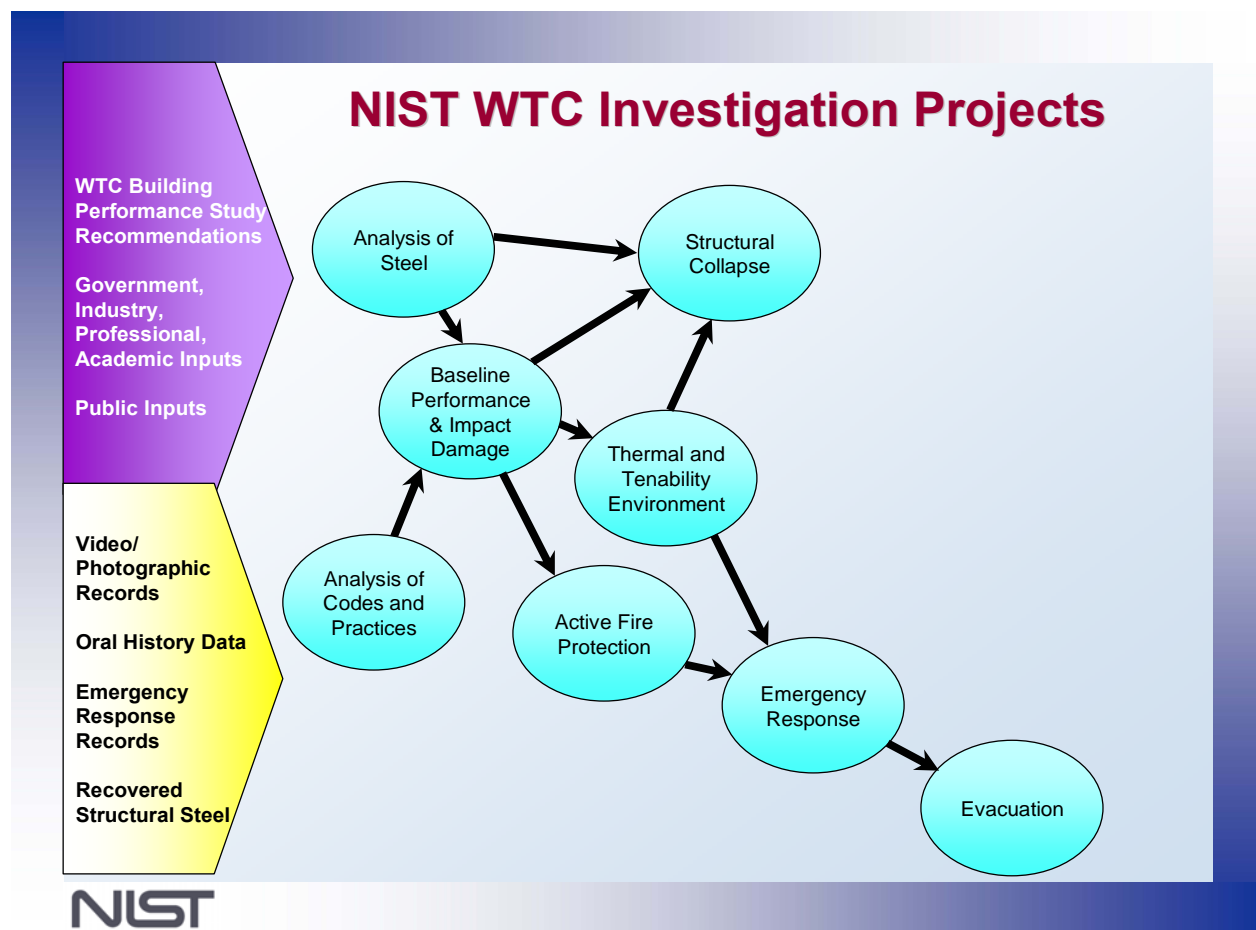 NIST WTC Investigation Projects
WTC Building
Performance Study
Recommendations
Government,
Industry,
Professional,
Academic Inputs
Public Inputs
Video/
Photographic
Records
Oral History Data
Emergency
Response
Records
Recovered
Structural Steel
Analysis of
Steel
Structural
Collapse
Baseline
Performance
& Impact
Damage
Thermal and
Tenability
Environment
Analysis of
Codes and
Practices
Active Fire
Protection
Emergency
Response
Evacuation
NIST